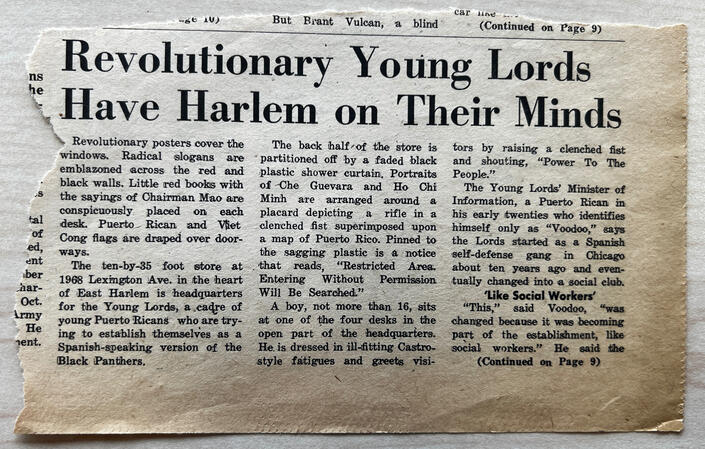 But Brant Vulcan, a blind
(Continued on Page 9)
Revolutionary Young Lords
Have Harlem on Their Minds
ns
he
s
tal
of
ed,
ent
ber
har-
Oct.
Army
He
ent.
Revolutionary posters cover the
windows. Radical slogans are
emblazoned across the red and
black walls. Little red books with
the sayings of Chairman Mao are
conspicuously placed on each
desk. Puerto Rican and Viet
Cong flags are draped over door-
ways.
The ten-by-35 foot store at
1968 Lexington Ave. in the heart
of East Harlem is headquarters
for the Young Lords, a cadre of
young Puerto Ricans who are try-
ing to establish themselves as a
Spanish-speaking version of the
Black Panthers.
The back half of the store is
partitioned off by a faded black
plastic shower curtain. Portraits
of Che Guevara and Ho Chi
Minh are arranged around a
placard depicting a rifle in a
clenched fist superimposed upon
a map of Puerto Rico. Pinned to
the sagging plastic is a notice
that reads, "Restricted Area.
Entering Without Permission
Will Be Searched."
A boy, not more than 16, sits
at one of the four desks in the
open part of the headquarters.
He is dressed in ill-fitting Castro-
style fatigues and greets visi-
tors by raising a clenched fist
and shouting, "Power To The
People."
The Young Lords' Minister of
Information, a Puerto Rican in
his early twenties who identifies
himself only as "Voodoo," says
the Lords started as a Spanish
self-defense gang in Chicago
about ten years ago and even-
tually changed into a social club.
'Like Social Workers'
"This," said Voodoo, "was
changed because it was becoming
part of the establishment, like
social workers." He said the
(Continued on Page 9)